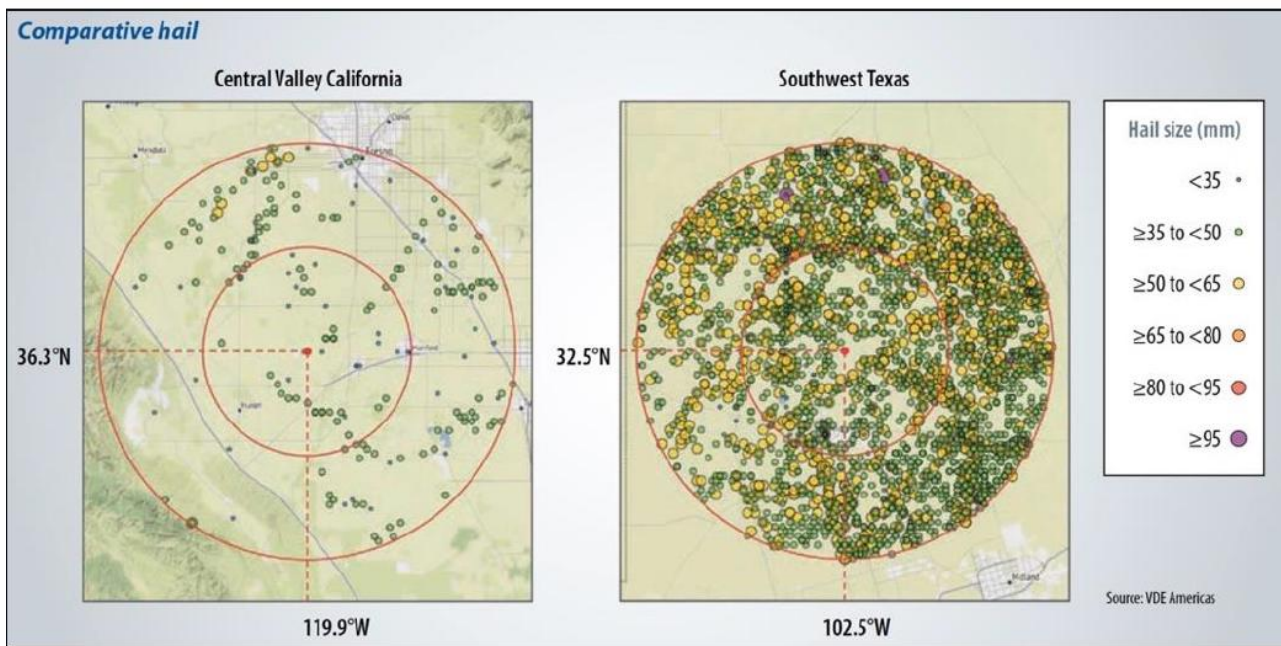 Comparative hail
Central Valley California
Southwest Texas
36.3°N
119.9°W
32.5°N
102.5°W
Fresno
Hanford
Huron
Mendota
Midland
Hail size (mm)
<35
≥35 to <50
≥50 to <65
≥65 to <80
≥80 to <95
≥95
Source: VDE Americas